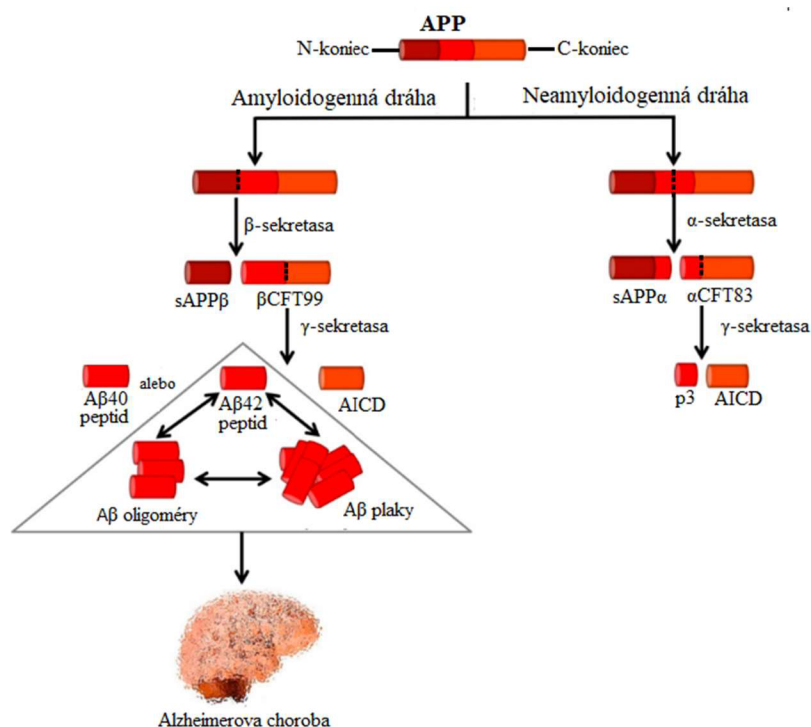 APP
N-koniec
C-koniec
Amyloidogenná dráha
Neamyloidogenná dráha
β-sekretasa
α-sekretasa
sAPPβ
βCFT99
sAPPα
αCFT83
γ-sekretasa
γ-sekretasa
Aβ40
peptid
alebo
Aβ42
peptid
AICD
p3
AICD
Aβ oligoméry
Aβ plaky
Alzheimerova choroba